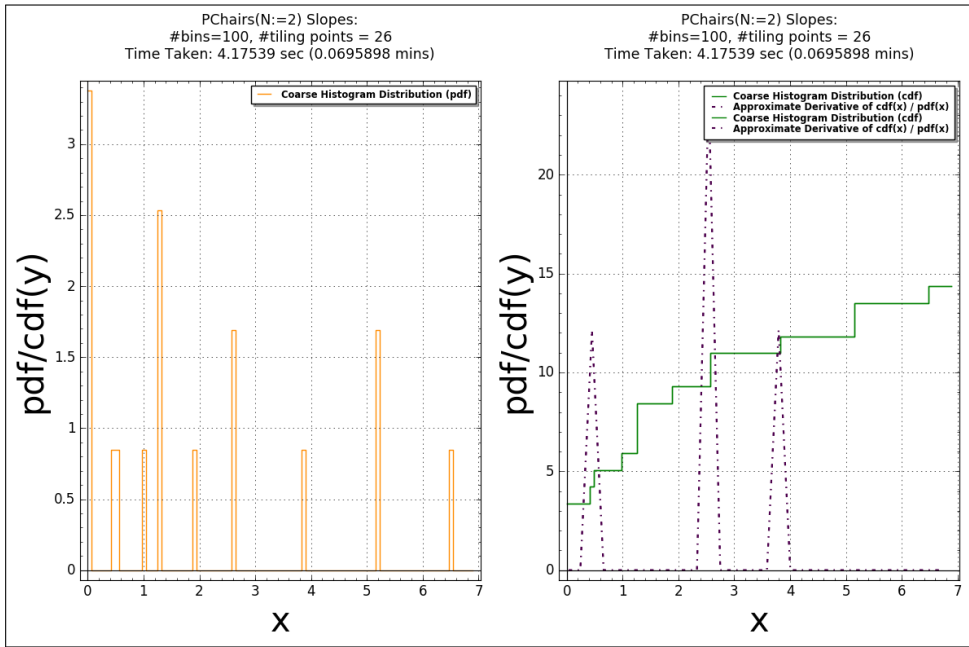 PChairs(N:=2) Slopes:
#bins=100, #tiling points = 26
Time Taken: 4.17539 sec (0.0695898 mins)
Coarse Histogram Distribution (pdf)
pdf/cdf(y)
3
2.5
2
1.5
1
0.5
0
0 1 2 3 4 5 6 7
x
PChairs(N:=2) Slopes:
#bins=100, #tiling points = 26
Time Taken: 4.17539 sec (0.0695898 mins)
Coarse Histogram Distribution (cdf)
Approximate Derivative of cdf(x) / pdf(x)
Coarse Histogram Distribution (cdf)
Approximate Derivative of cdf(x) / pdf(x)
pdf/cdf(y)
20
15
10
5
0
0 1 2 3 4 5 6 7
x